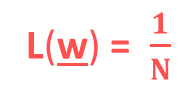 L(w) = 1/N